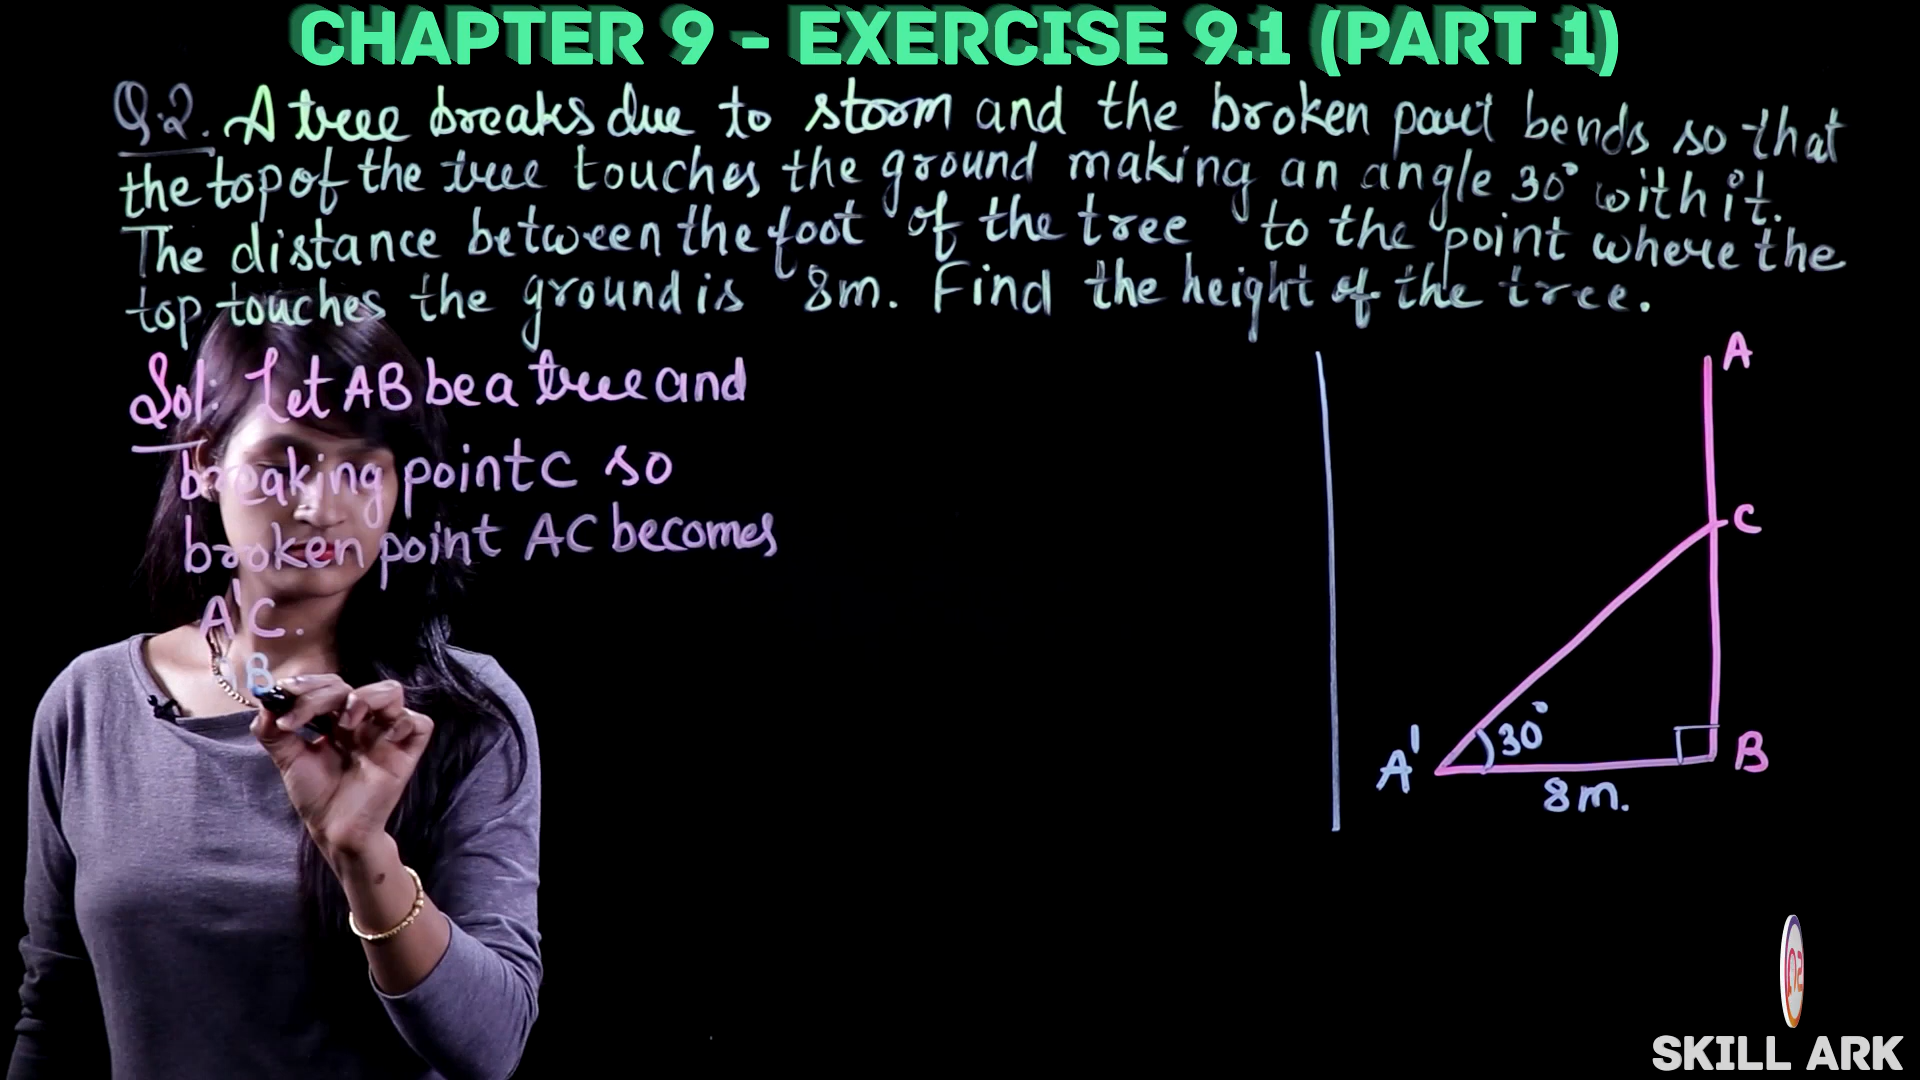 CHAPTER 9 - EXERCISE 9.1 (PART 1)
Q.2. A tree breaks due to storm and the broken part bends so that
the top of the tree touches the ground making an angle 30° with it.
The distance between the foot of the tree to the point where the
top touches the ground is 8m. Find the height of the tree.
Sol: Let AB be a tree and
breaking point C so
broken point AC becomes
A'C.
B
A
C
30°
A'
B
8m.
SKILL ARK